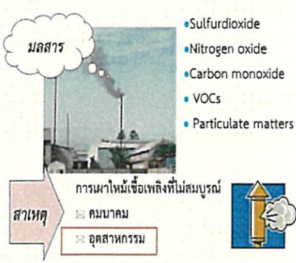 มลสาร
•Sulfurdioxide
•Nitrogen oxide
•Carbon monoxide
• VOCs
• Particulate matters
การเผาไหม้เชื้อเพลิงที่ไม่สมบูรณ์
สาเหตุ
คมนาคม
อุตสาหกรรม